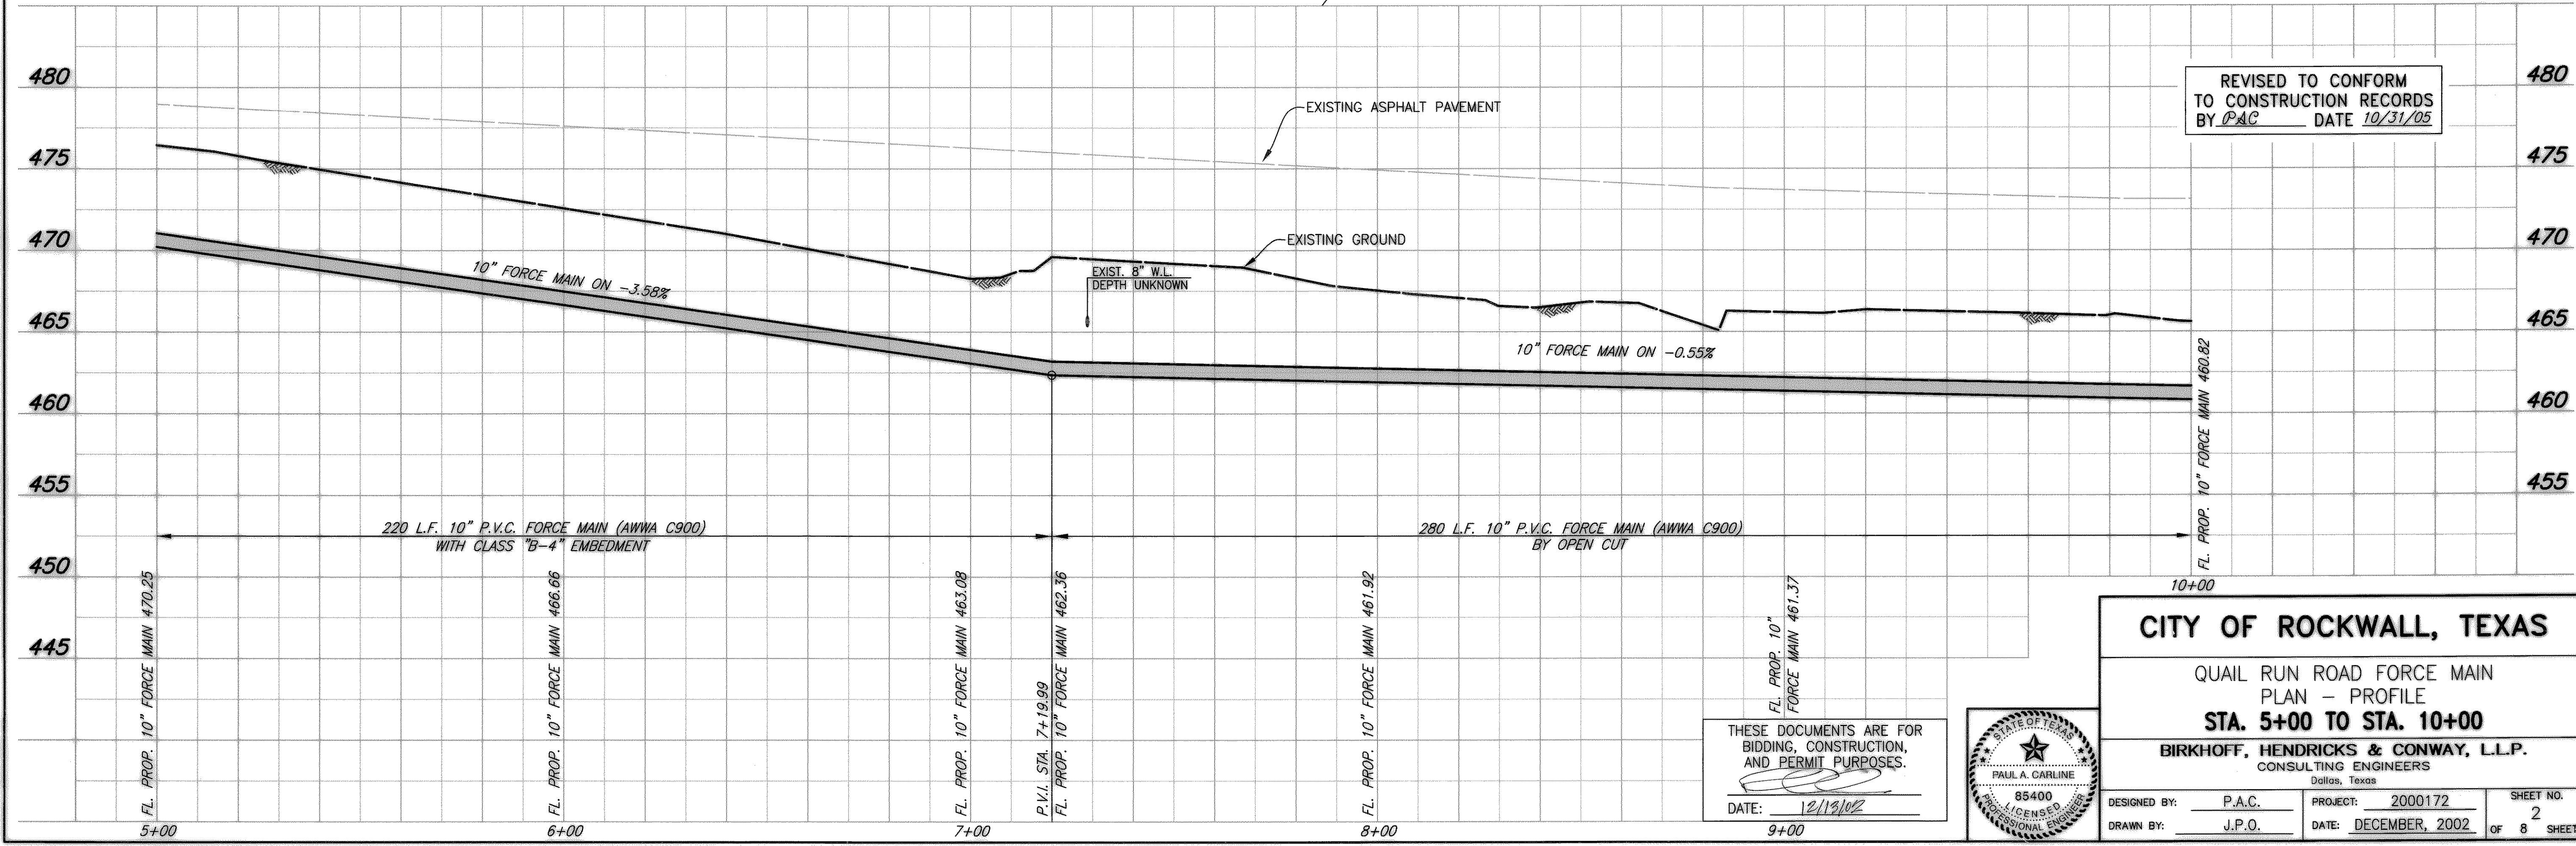 480
475
470
465
460
455
450
445
480
475
470
465
460
455
REVISED TO CONFORM
TO CONSTRUCTION RECORDS
BY PAC DATE 10/31/05
EXISTING ASPHALT PAVEMENT
EXISTING GROUND
EXIST. 8" W.L.
DEPTH UNKNOWN
10" FORCE MAIN ON -3.58%
10" FORCE MAIN ON -0.55%
220 L.F. 10" P.V.C. FORCE MAIN (AWWA C900)
WITH CLASS "B-4" EMBEDMENT
280 L.F. 10" P.V.C. FORCE MAIN (AWWA C900)
BY OPEN CUT
FL. PROP. 10" FORCE MAIN 470.25
FL. PROP. 10" FORCE MAIN 466.66
FL. PROP. 10" FORCE MAIN 463.08
P.V.I. STA. 7+19.99
FL. PROP. 10" FORCE MAIN 462.36
FL. PROP. 10" FORCE MAIN 461.92
FL. PROP. 10"
FORCE MAIN 461.37
FL. PROP. 10" FORCE MAIN 460.82
5+00
6+00
7+00
8+00
9+00
10+00
THESE DOCUMENTS ARE FOR
BIDDING, CONSTRUCTION,
AND PERMIT PURPOSES.
DATE: 12/13/02
STATE OF TEXAS
PAUL A. CARLINE
85400
LICENSED
PROFESSIONAL ENGINEER
CITY OF ROCKWALL, TEXAS
QUAIL RUN ROAD FORCE MAIN
PLAN - PROFILE
STA. 5+00 TO STA. 10+00
BIRKHOFF, HENDRICKS & CONWAY, L.L.P.
CONSULTING ENGINEERS
Dallas, Texas
DESIGNED BY: P.A.C.
DRAWN BY: J.P.O.
PROJECT: 2000172
DATE: DECEMBER, 2002
SHEET NO.
2
OF 8 SHEET